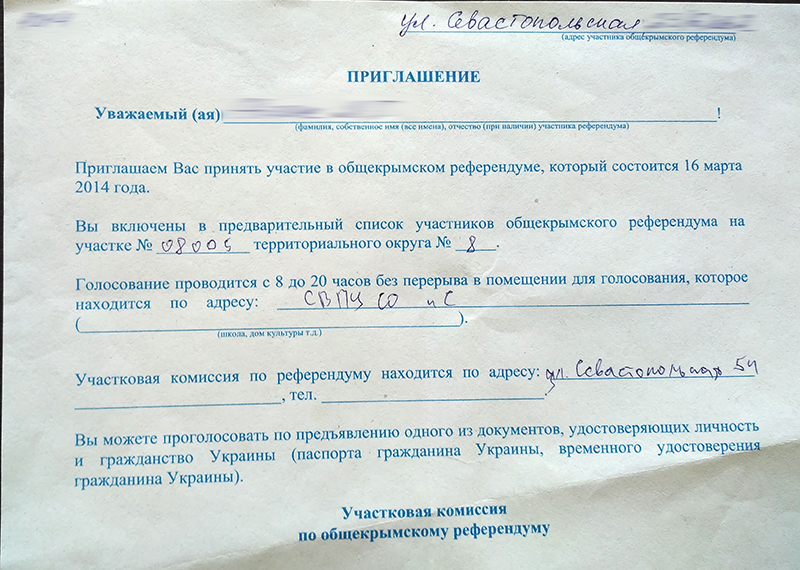 ул. Севастопольская
(адрес участника общекрымского референдума)
ПРИГЛАШЕНИЕ
Уважаемый (ая) !
(фамилия, собственное имя (все имена), отчество (при наличии) участника референдума)
Приглашаем Вас принять участие в общекрымском референдуме, который состоится 16 марта
2014 года.
Вы включены в предварительный список участников общекрымского референдума на
участке № 08005 территориального округа № 8.
Голосование проводится с 8 до 20 часов без перерыва в помещении для голосования, которое
находится по адресу: СВПЦ СО и С
( ).
(школа, дом культуры т.д.)
Участковая комиссия по референдуму находится по адресу: ул. Севастопольская 54
, тел. .
Вы можете проголосовать по предъявлению одного из документов, удостоверяющих личность
и гражданство Украины (паспорта гражданина Украины, временного удостоверения
гражданина Украины).
Участковая комиссия
по общекрымскому референдуму